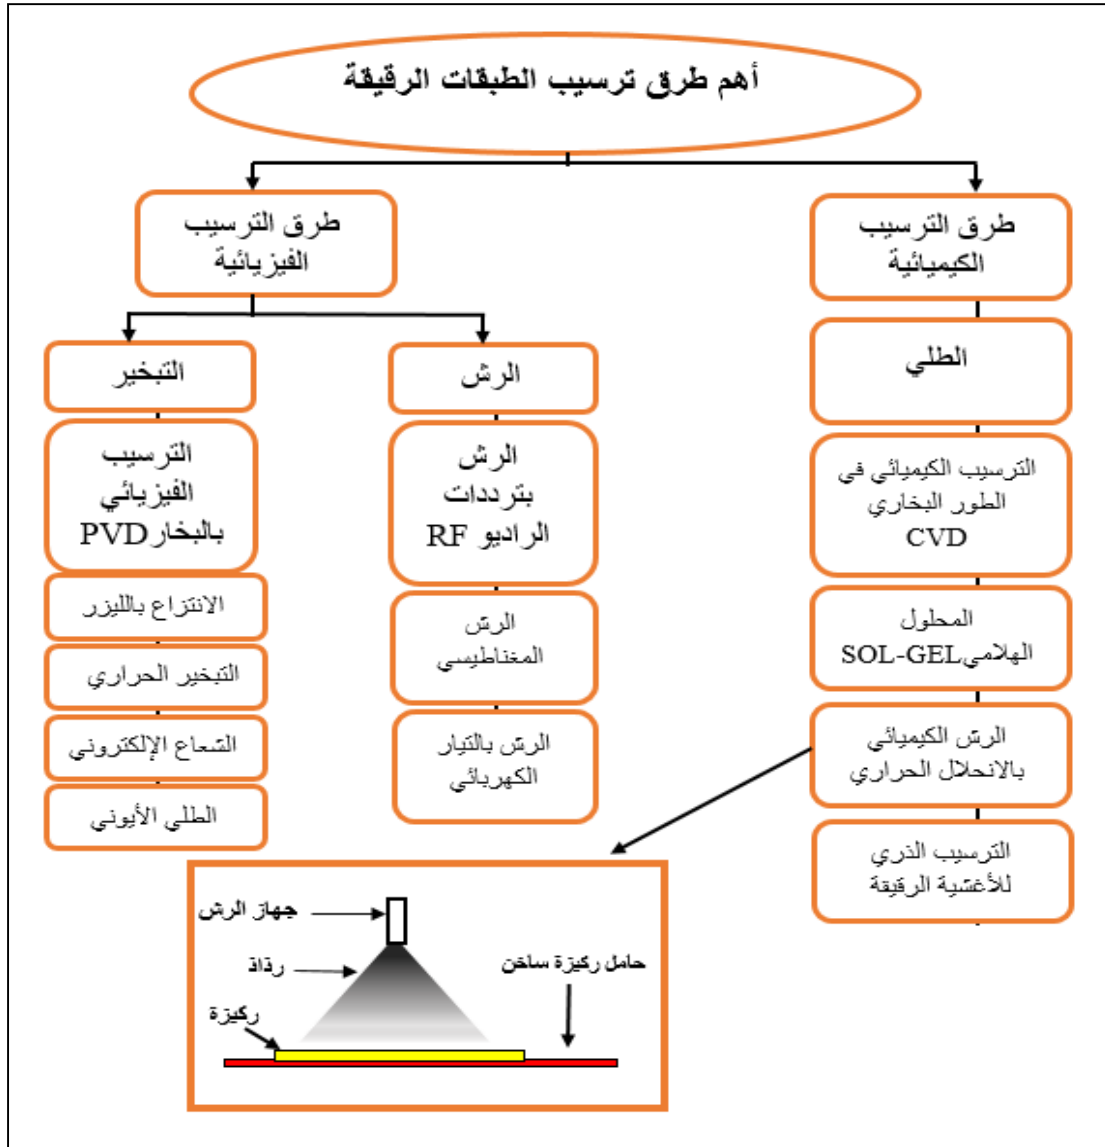 أهم طرق ترسيب الطبقات الرقيقة
طرق الترسيب
الكيميائية
الطلي
الترسيب الكيميائي في
الطور البخاري
CVD
المحلول
الهلامي SOL-GEL
الرش الكيميائي
بالانحلال الحراري
الترسيب الذري
للأغشية الرقيقة
طرق الترسيب
الفيزيائية
الرش
الرش
بترددات
الراديو RF
الرش
المغناطيسي
الرش بالتيار
الكهربائي
التبخير
الترسيب
الفيزيائي
بالبخار PVD
الانتزاع بالليزر
التبخير الحراري
الشعاع الإلكتروني
الطلي الأيوني
جهاز الرش
رذاذ
حامل ركيزة ساخن
ركيزة